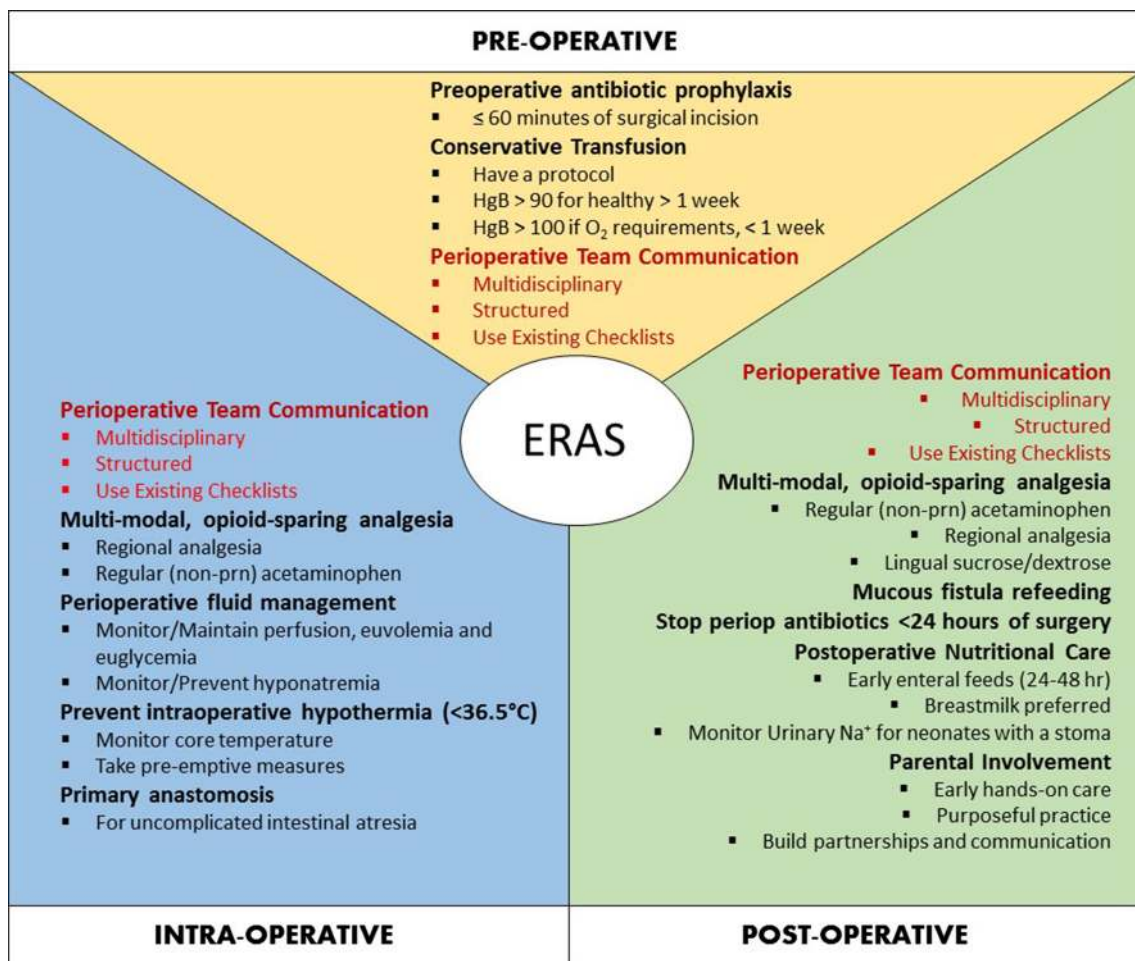 PRE-OPERATIVE
Preoperative antibiotic prophylaxis
▪ ≤ 60 minutes of surgical incision
Conservative Transfusion
▪ Have a protocol
▪ HgB > 90 for healthy > 1 week
▪ HgB > 100 if O₂ requirements, < 1 week
Perioperative Team Communication
▪ Multidisciplinary
▪ Structured
▪ Use Existing Checklists
ERAS
Perioperative Team Communication
▪ Multidisciplinary
▪ Structured
▪ Use Existing Checklists
Multi-modal, opioid-sparing analgesia
▪ Regional analgesia
▪ Regular (non-prn) acetaminophen
Perioperative fluid management
▪ Monitor/Maintain perfusion, euvolemia and
euglycemia
▪ Monitor/Prevent hyponatremia
Prevent intraoperative hypothermia (<36.5°C)
▪ Monitor core temperature
▪ Take pre-emptive measures
Primary anastomosis
▪ For uncomplicated intestinal atresia
INTRA-OPERATIVE
Perioperative Team Communication
▪ Multidisciplinary
▪ Structured
▪ Use Existing Checklists
Multi-modal, opioid-sparing analgesia
▪ Regular (non-prn) acetaminophen
▪ Regional analgesia
▪ Lingual sucrose/dextrose
Mucous fistula refeeding
Stop periop antibiotics <24 hours of surgery
Postoperative Nutritional Care
▪ Early enteral feeds (24-48 hr)
▪ Breastmilk preferred
▪ Monitor Urinary Na⁺ for neonates with a stoma
Parental Involvement
▪ Early hands-on care
▪ Purposeful practice
▪ Build partnerships and communication
POST-OPERATIVE